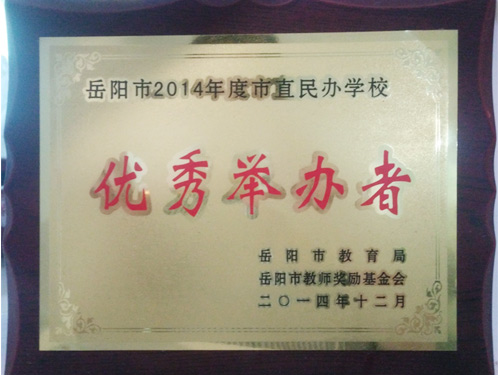 岳阳市2014年度市直民办学校
优秀举办者
岳阳市教育局
岳阳市教师奖励基金会
二〇一四年十二月